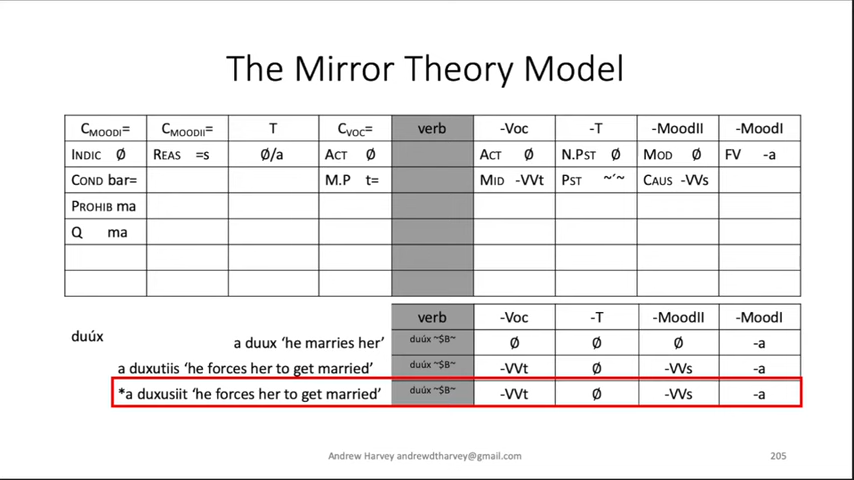 The Mirror Theory Model
CMOODI= CMOODII= T CVOC= verb -Voc -T -MoodII -MoodI
INDIC Ø REAS =s Ø/a ACT Ø ACT Ø N.PST Ø MOD Ø FV -a
COND bar= M.P t= MID -VVt PST ~´~ CAUS -VVs
PROHIB ma
Q ma
verb -Voc -T -MoodII -MoodI
duúx
a duux ‘he marries her’ duúx ~$B~ Ø Ø Ø -a
a duxutiis ‘he forces her to get married’ duúx ~$B~ -VVt Ø -VVs -a
*a duxusiit ‘he forces her to get married’ duúx ~$B~ -VVt Ø -VVs -a
Andrew Harvey andrewdtharvey@gmail.com 205